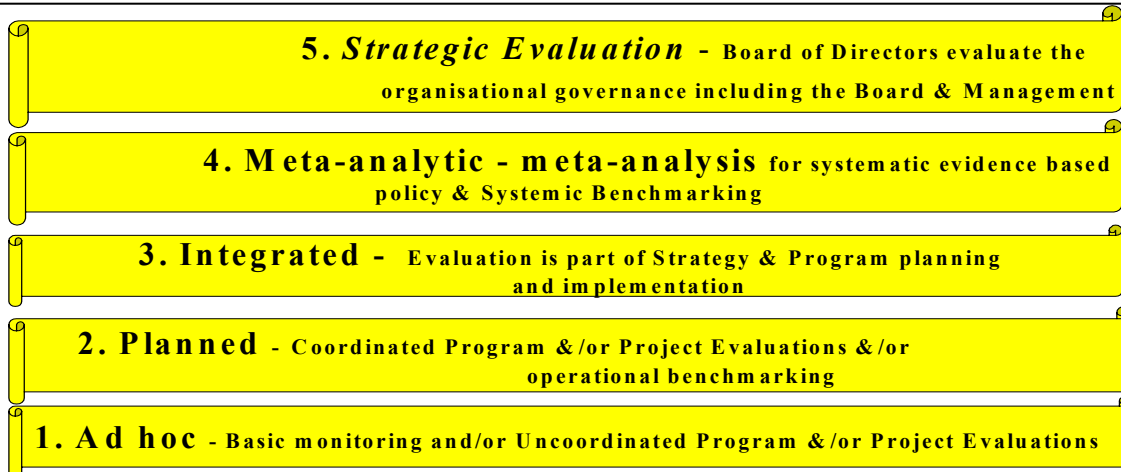 5. Strategic Evaluation - Board of Directors evaluate the
organisational governance including the Board & Management
4. Meta-analytic - meta-analysis for systematic evidence based
policy & Systemic Benchmarking
3. Integrated - Evaluation is part of Strategy & Program planning
and implementation
2. Planned - Coordinated Program &/or Project Evaluations &/or
operational benchmarking
1. Ad hoc - Basic monitoring and/or Uncoordinated Program &/or Project Evaluations